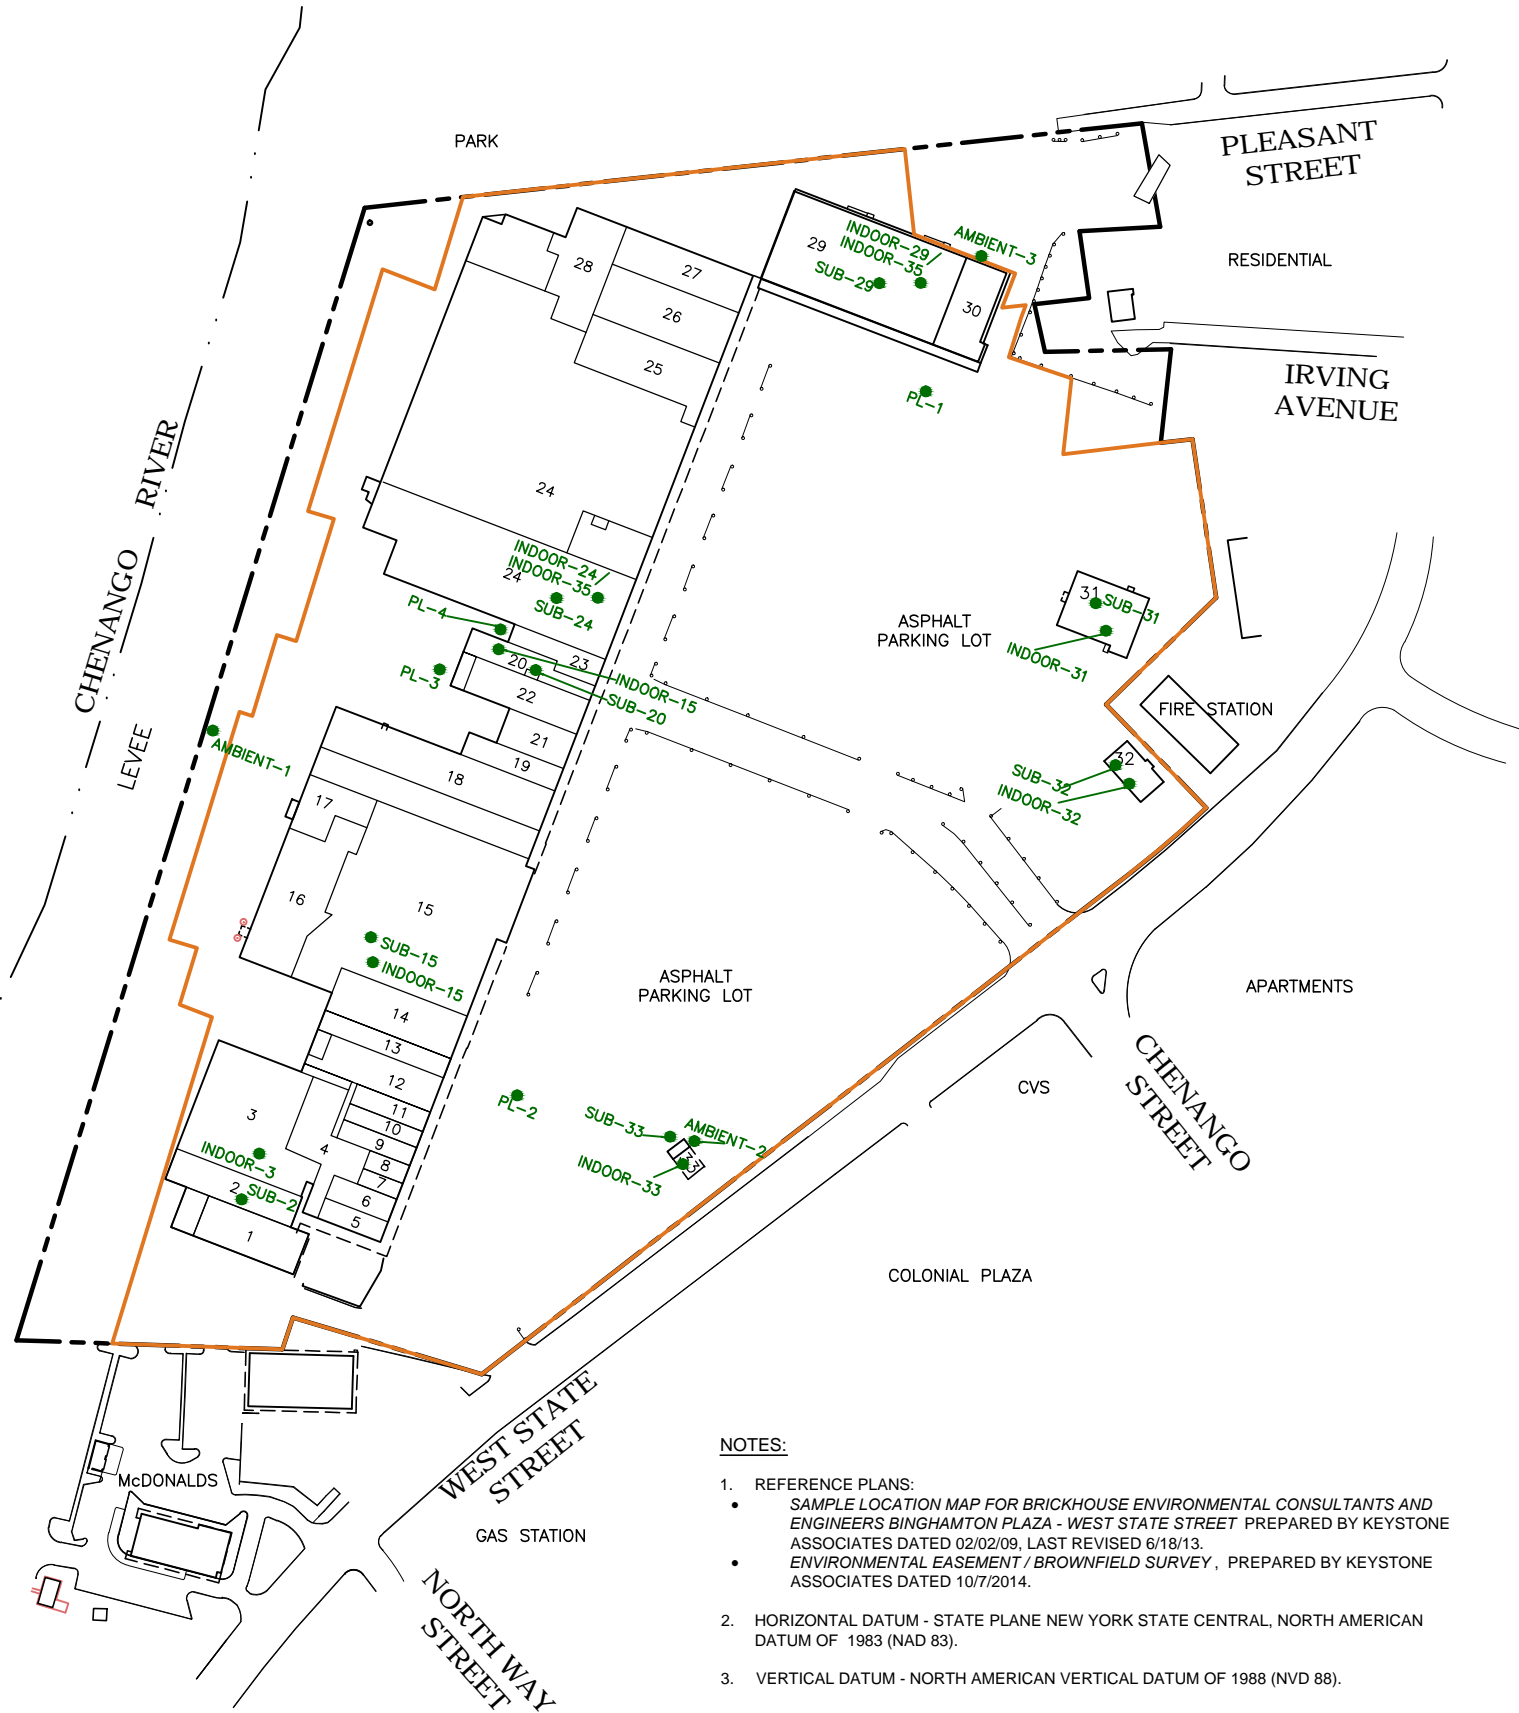 PARK
PLEASANT
STREET
RESIDENTIAL
IRVING
AVENUE
29
INDOOR-29/
INDOOR-35
SUB-29
AMBIENT-3
30
PL-1
28
27
26
25
24
CHENANGO RIVER
LEVEE
INDOOR-24/
INDOOR-35
24
SUB-24
PL-4
PL-3
20
23
22
INDOOR-15
SUB-20
21
19
18
17
16
15
AMBIENT-1
ASPHALT
PARKING LOT
31
SUB-31
INDOOR-31
FIRE STATION
32
SUB-32
INDOOR-32
SUB-15
INDOOR-15
14
13
12
11
10
9
8
7
6
5
4
3
INDOOR-3
2
SUB-2
1
ASPHALT
PARKING LOT
PL-2
SUB-33
AMBIENT-2
33
INDOOR-33
APARTMENTS
CVS
CHENANGO
STREET
COLONIAL PLAZA
WEST STATE
STREET
McDONALDS
GAS STATION
NORTH WAY
STREET
NOTES:
1. REFERENCE PLANS:
• SAMPLE LOCATION MAP FOR BRICKHOUSE ENVIRONMENTAL CONSULTANTS AND
ENGINEERS BINGHAMTON PLAZA - WEST STATE STREET PREPARED BY KEYSTONE
ASSOCIATES DATED 02/02/09, LAST REVISED 6/18/13.
• ENVIRONMENTAL EASEMENT / BROWNFIELD SURVEY , PREPARED BY KEYSTONE
ASSOCIATES DATED 10/7/2014.
2. HORIZONTAL DATUM - STATE PLANE NEW YORK STATE CENTRAL, NORTH AMERICAN
DATUM OF 1983 (NAD 83).
3. VERTICAL DATUM - NORTH AMERICAN VERTICAL DATUM OF 1988 (NVD 88).